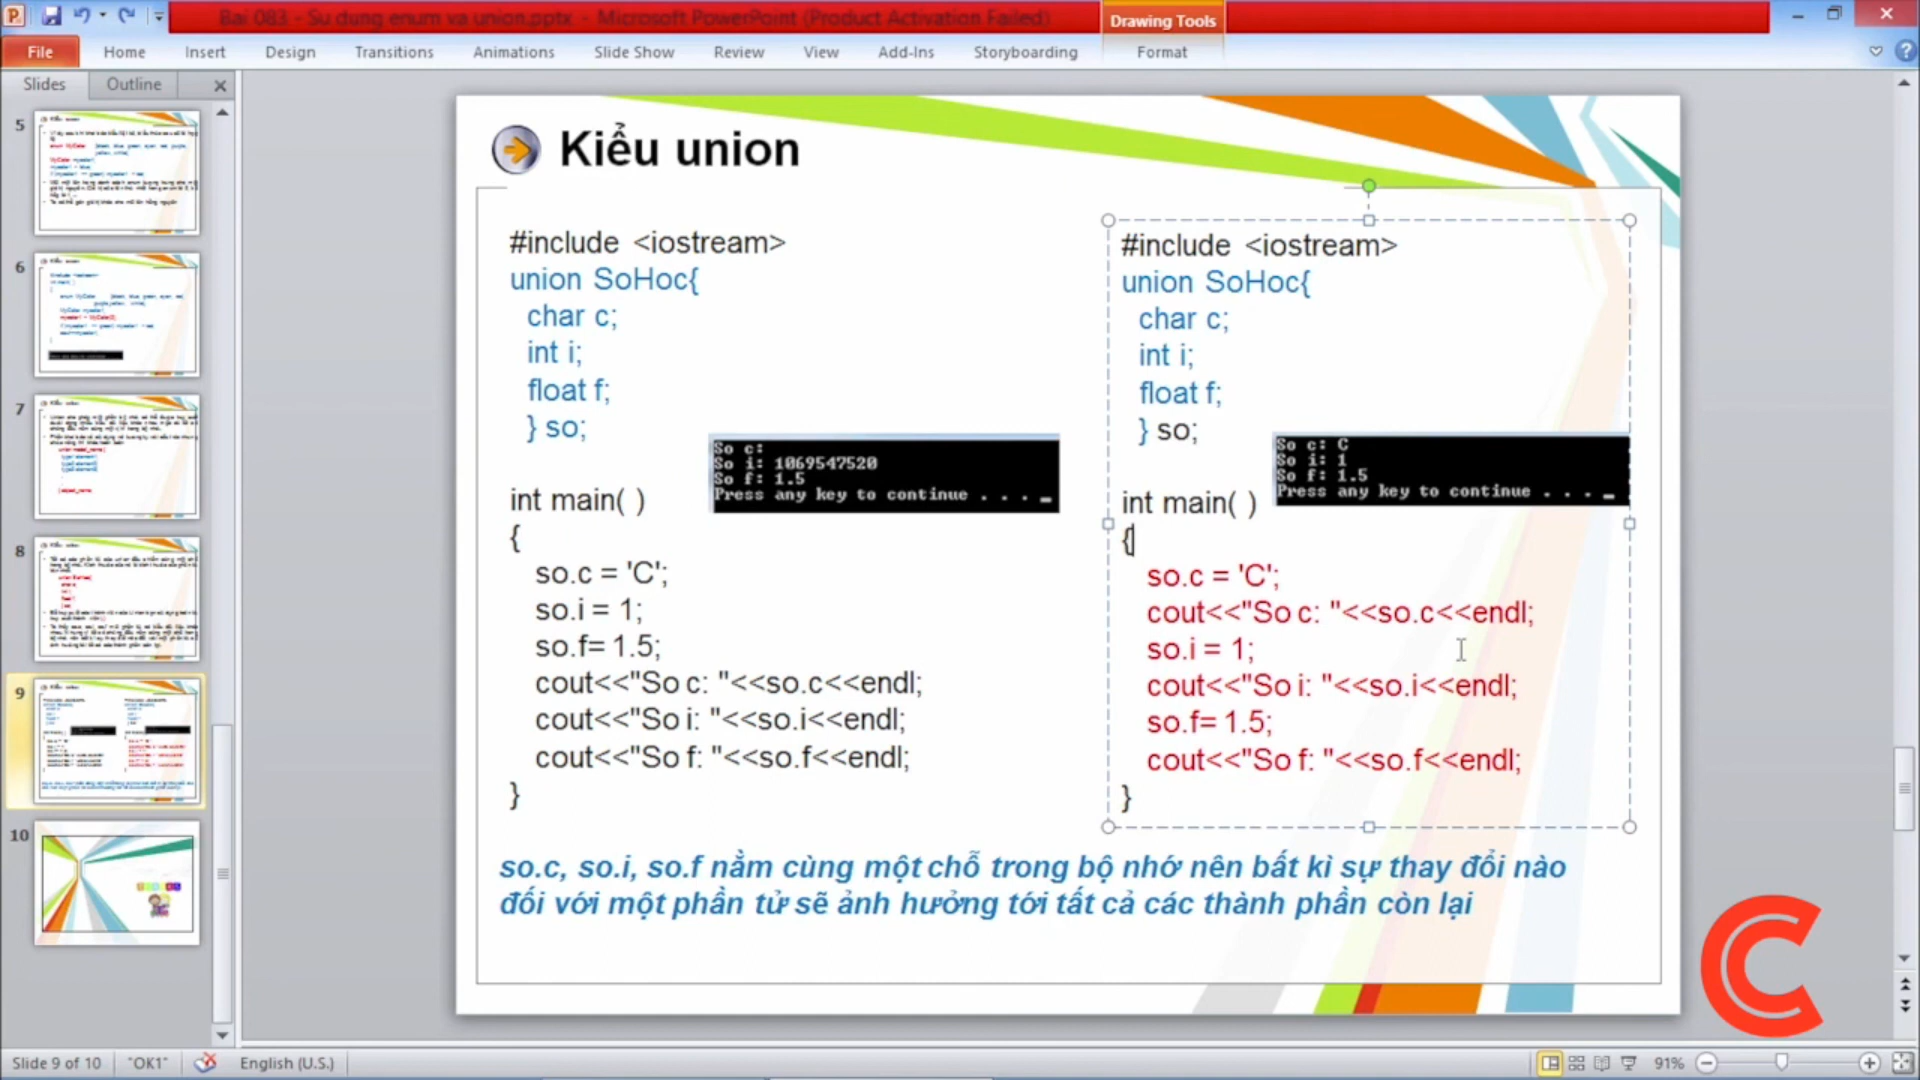 Bai 083 - Su dung enum va union.pptx - Microsoft PowerPoint (Product Activation Failed)
Drawing Tools
File Home Insert Design Transitions Animations Slide Show Review View Add-Ins Storyboarding Format
Slides Outline
5
6
7
8
9
10
Kiểu union
#include <iostream>
union SoHoc{
char c;
int i;
float f;
} so;
int main( )
{
so.c = 'C';
so.i = 1;
so.f= 1.5;
cout<<"So c: "<<so.c<<endl;
cout<<"So i: "<<so.i<<endl;
cout<<"So f: "<<so.f<<endl;
}
So c:
So i: 1069547520
So f: 1.5
Press any key to continue . . . _
#include <iostream>
union SoHoc{
char c;
int i;
float f;
} so;
int main( )
{
so.c = 'C';
cout<<"So c: "<<so.c<<endl;
so.i = 1;
cout<<"So i: "<<so.i<<endl;
so.f= 1.5;
cout<<"So f: "<<so.f<<endl;
}
So c: C
So i: 1
So f: 1.5
Press any key to continue . . . _
so.c, so.i, so.f nằm cùng một chỗ trong bộ nhớ nên bất kì sự thay đổi nào
đối với một phần tử sẽ ảnh hưởng tới tất cả các thành phần còn lại
Slide 9 of 10 "OK1" English (U.S.) 91%